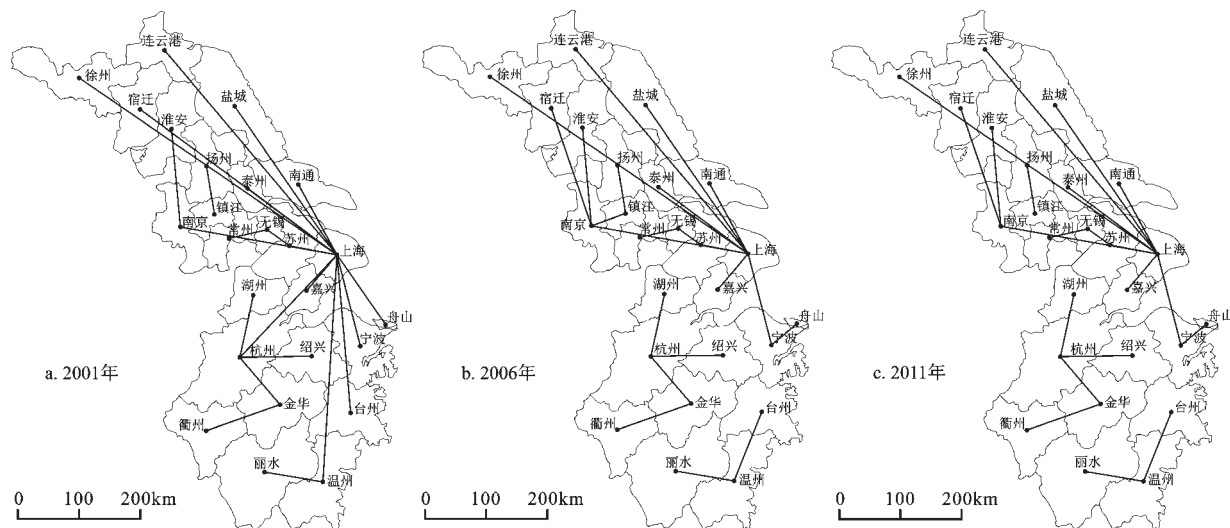 连云港
徐州
宿迁
盐城
淮安
扬州
泰州
南通
镇江
南京
无锡
常州
苏州
上海
湖州
嘉兴
舟山
宁波
杭州
绍兴
a. 2001年
金华
台州
衢州
丽水
温州
0 100 200km
连云港
徐州
宿迁
盐城
淮安
扬州
泰州
南通
镇江
南京
无锡
常州
苏州
上海
湖州
嘉兴
舟山
宁波
杭州
绍兴
b. 2006年
金华
台州
衢州
丽水
温州
0 100 200km
连云港
徐州
宿迁
盐城
淮安
扬州
泰州
南通
镇江
南京
无锡
常州
苏州
上海
湖州
嘉兴
舟山
宁波
杭州
绍兴
c. 2011年
金华
台州
衢州
丽水
温州
0 100 200km